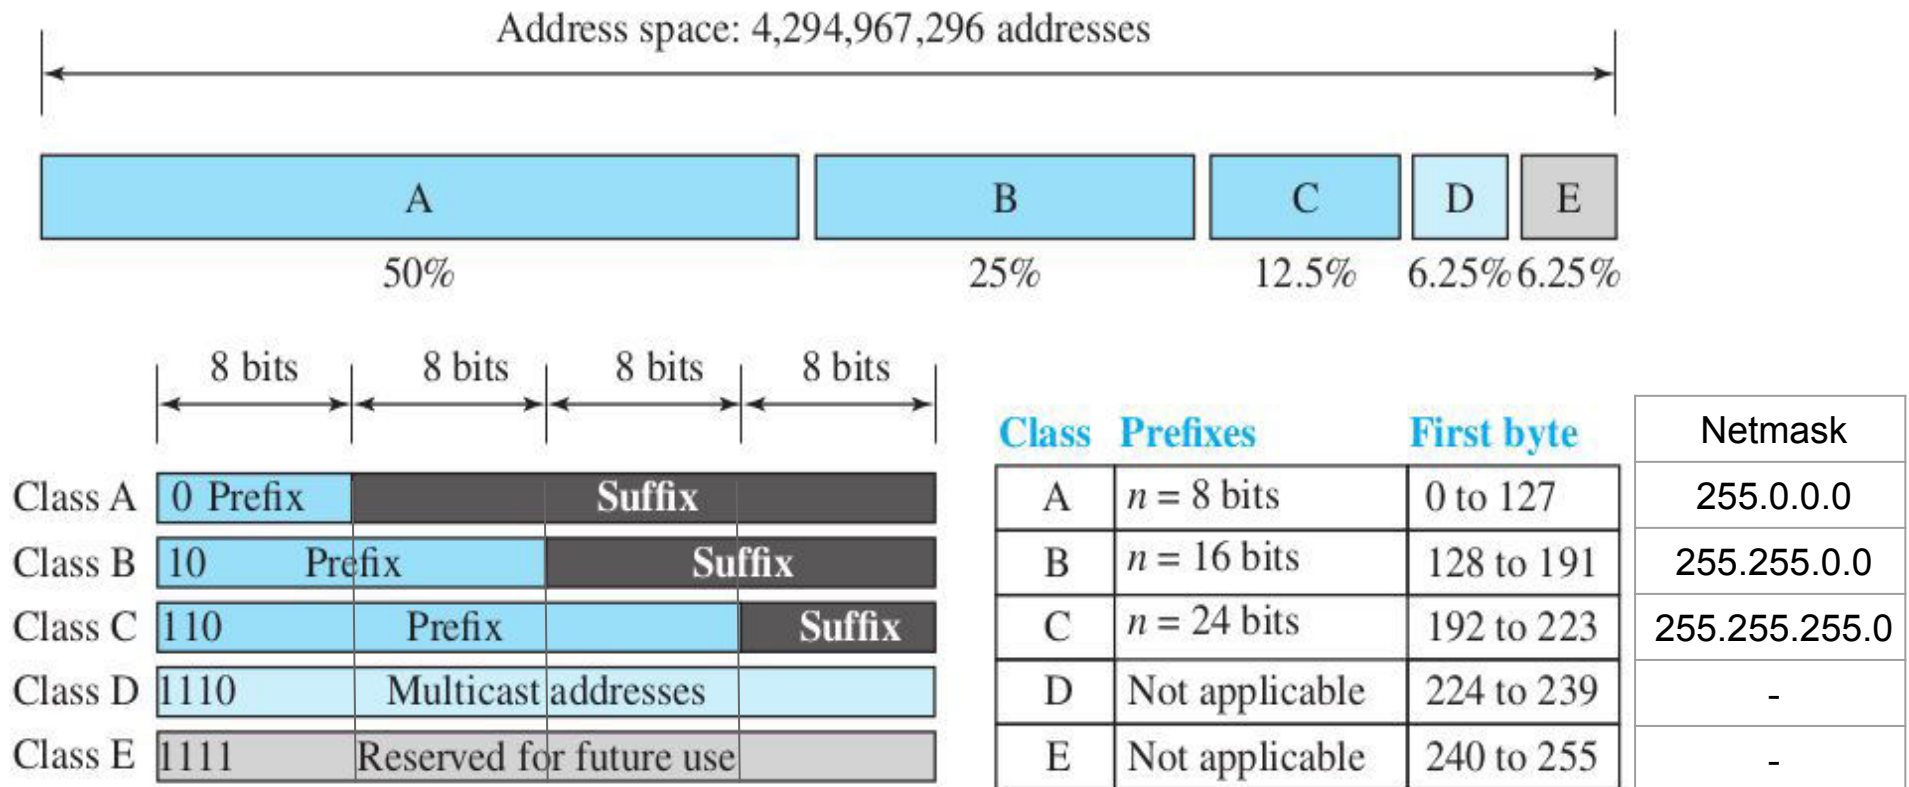 Address space: 4,294,967,296 addresses
A B C D E
50% 25% 12.5% 6.25% 6.25%
8 bits 8 bits 8 bits 8 bits
Class A 0 Prefix Suffix
Class B 10 Prefix Suffix
Class C 110 Prefix Suffix
Class D 1110 Multicast addresses
Class E 1111 Reserved for future use
Class Prefixes First byte Netmask
A n = 8 bits 0 to 127 255.0.0.0
B n = 16 bits 128 to 191 255.255.0.0
C n = 24 bits 192 to 223 255.255.255.0
D Not applicable 224 to 239 -
E Not applicable 240 to 255 -